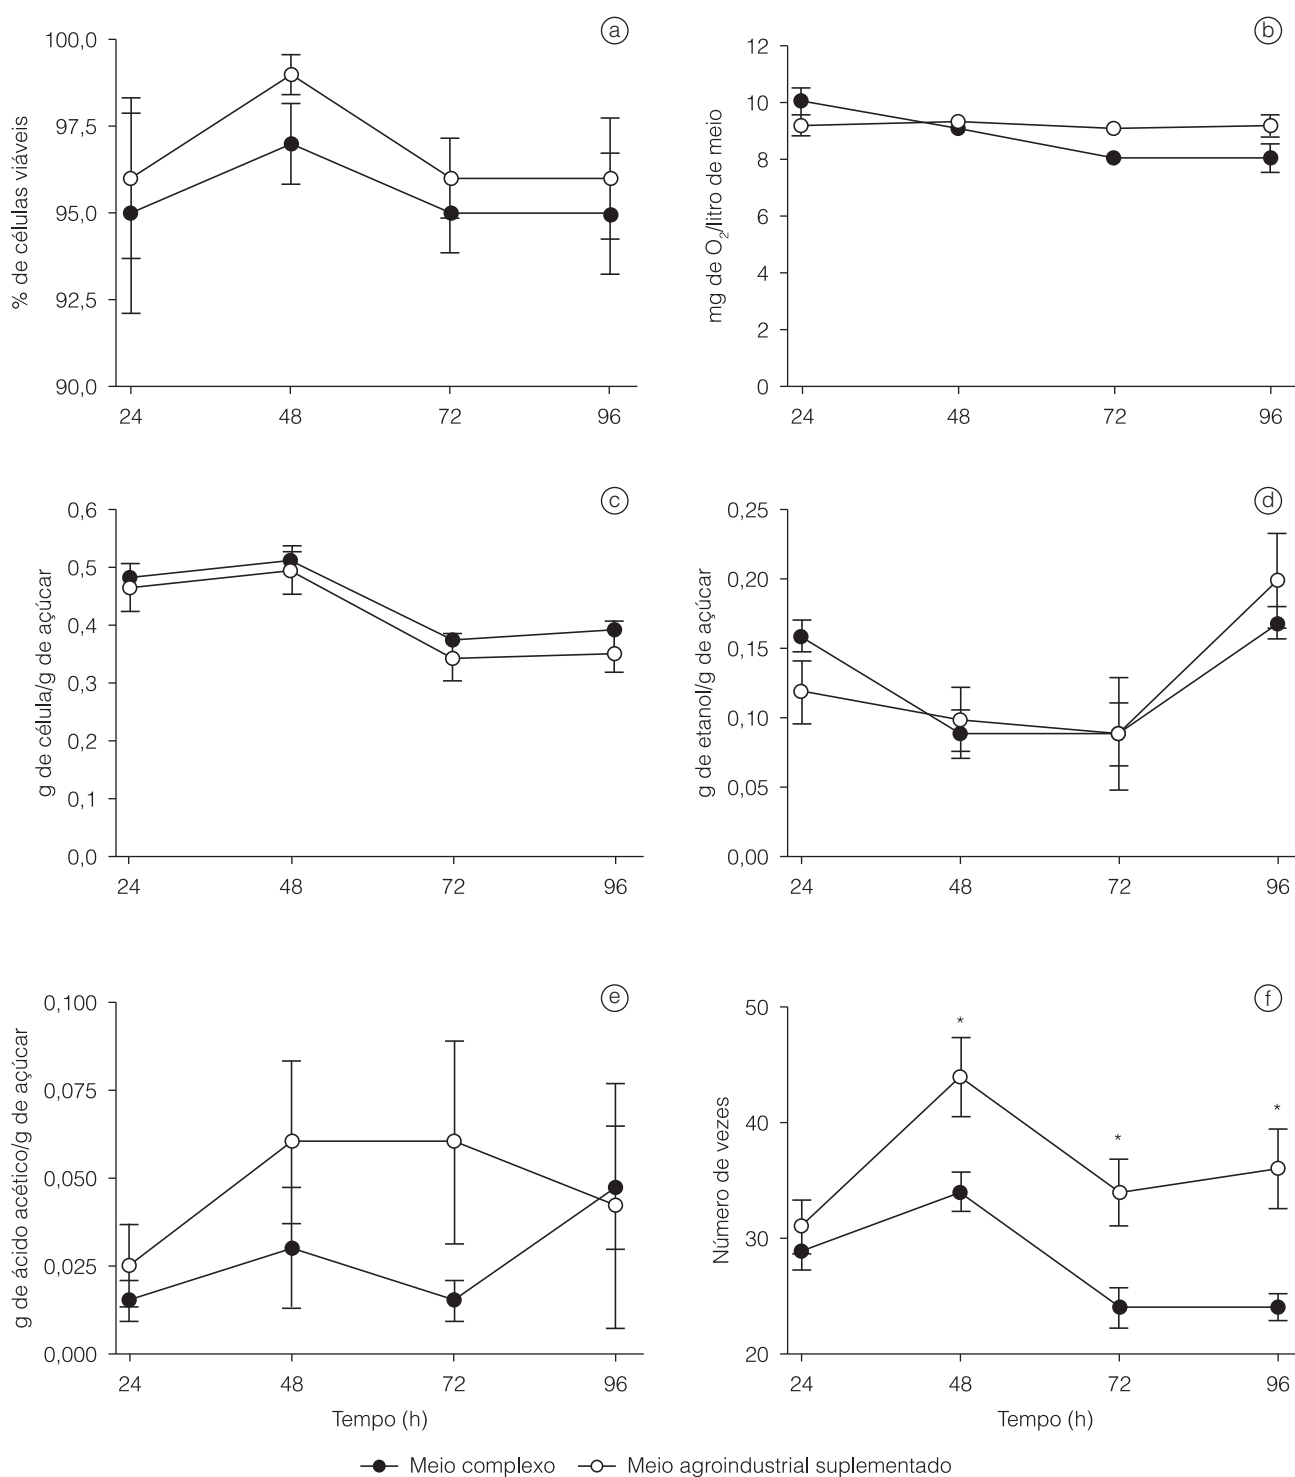 a
% de células viáveis
100,0
97,5
95,0
92,5
90,0
24 48 72 96
b
mg de O2/litro de meio
12
10
8
6
4
2
0
24 48 72 96
c
g de célula/g de açúcar
0,6
0,5
0,4
0,3
0,2
0,1
0,0
24 48 72 96
d
g de etanol/g de açúcar
0,25
0,20
0,15
0,10
0,05
0,00
24 48 72 96
e
g de ácido acético/g de açúcar
0,100
0,075
0,050
0,025
0,000
24 48 72 96
Tempo (h)
f
Número de vezes
50
40
30
20
* * *
24 48 72 96
Tempo (h)
Meio complexo Meio agroindustrial suplementado